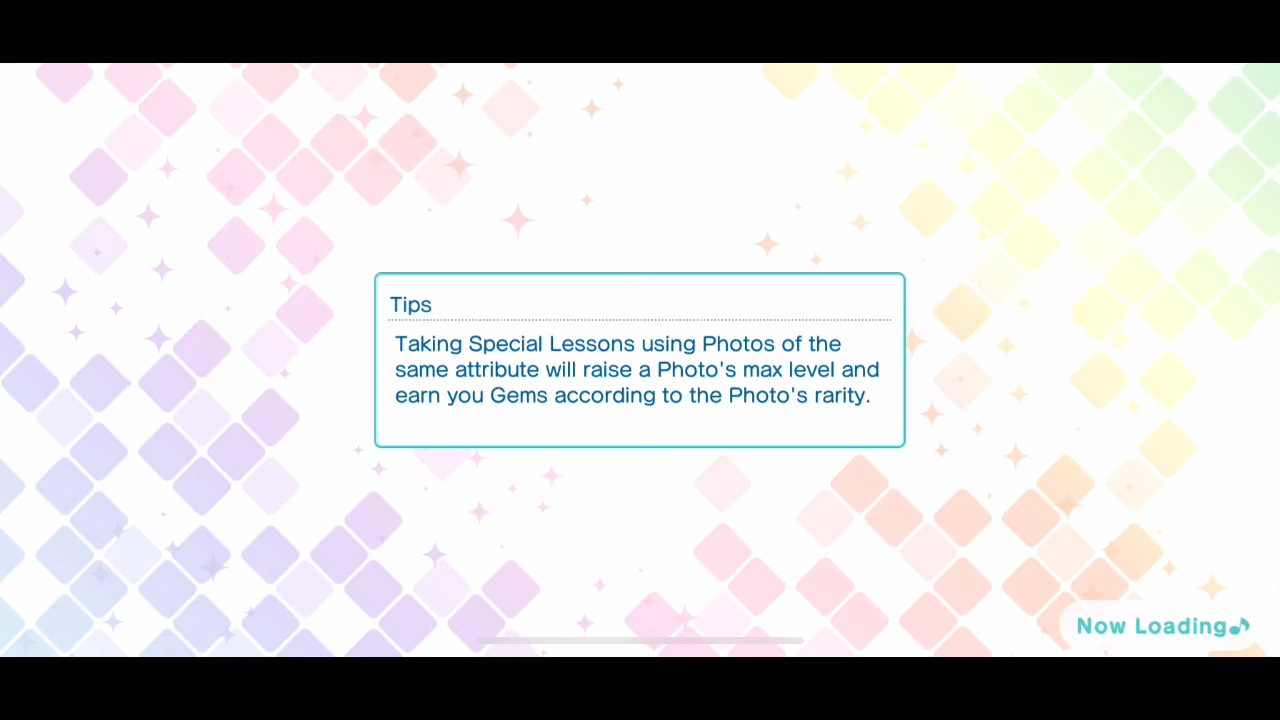 Tips
Taking Special Lessons using Photos of the
same attribute will raise a Photo's max level and
earn you Gems according to the Photo's rarity.
Now Loading♪